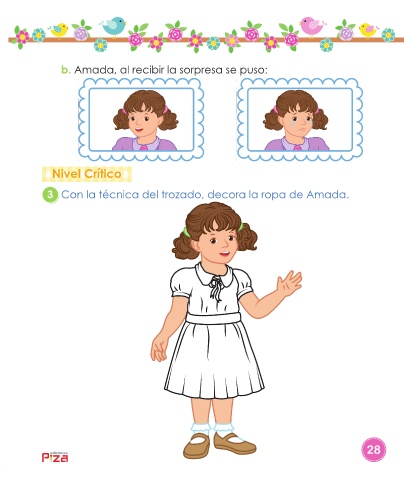 b. Amada, al recibir la sorpresa se puso:
Nivel Crítico
3 Con la técnica del trozado, decora la ropa de Amada.
Piza
28